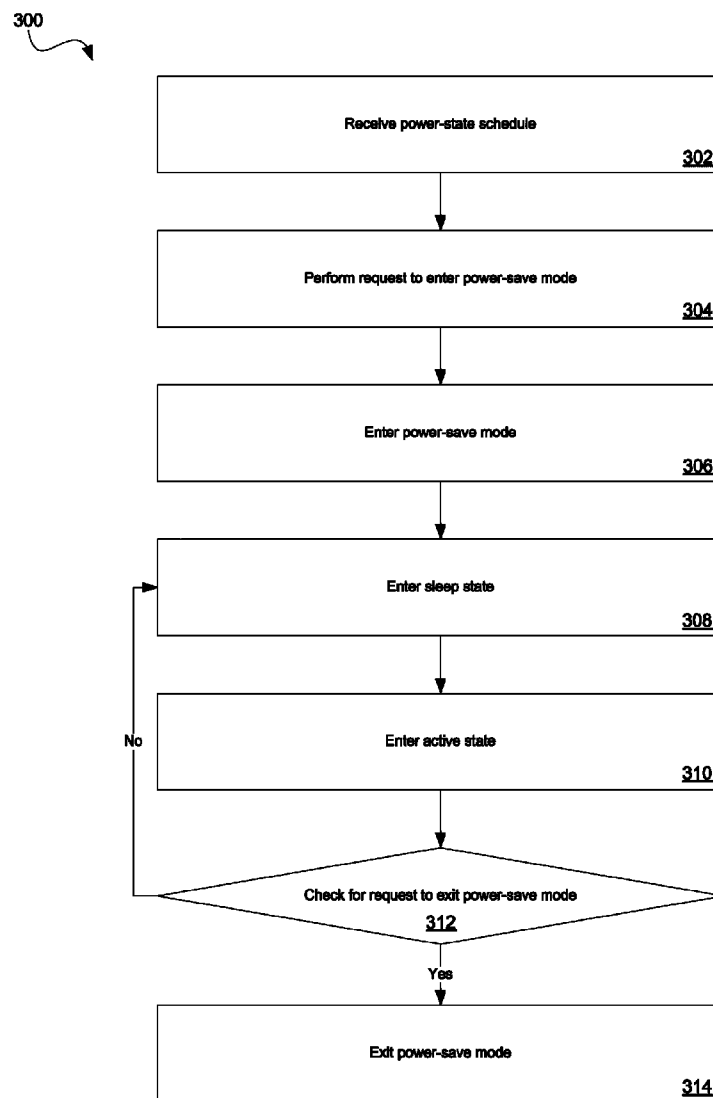 300
Receive power-state schedule
302
Perform request to enter power-save mode
304
Enter power-save mode
306
Enter sleep state
308
No
Enter active state
310
Check for request to exit power-save mode
312
Yes
Exit power-save mode
314